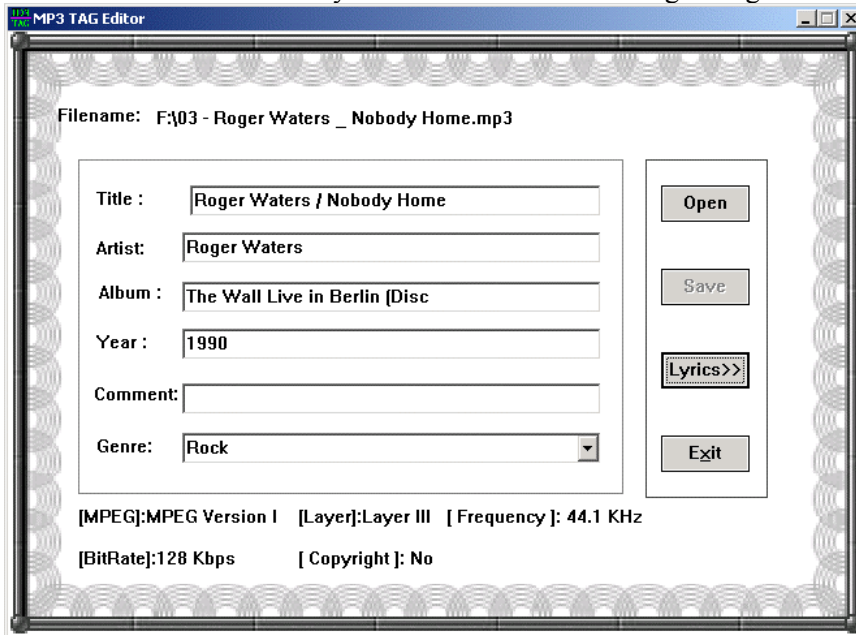 MP3 TAG Editor
Filename: F:\03 - Roger Waters _ Nobody Home.mp3
Title : Roger Waters / Nobody Home
Open
Artist: Roger Waters
Album : The Wall Live in Berlin (Disc
Save
Year : 1990
Lyrics>>
Comment:
Genre: Rock
Exit
[MPEG]:MPEG Version I [Layer]:Layer III [ Frequency ]: 44.1 KHz
[BitRate]:128 Kbps [ Copyright ]: No